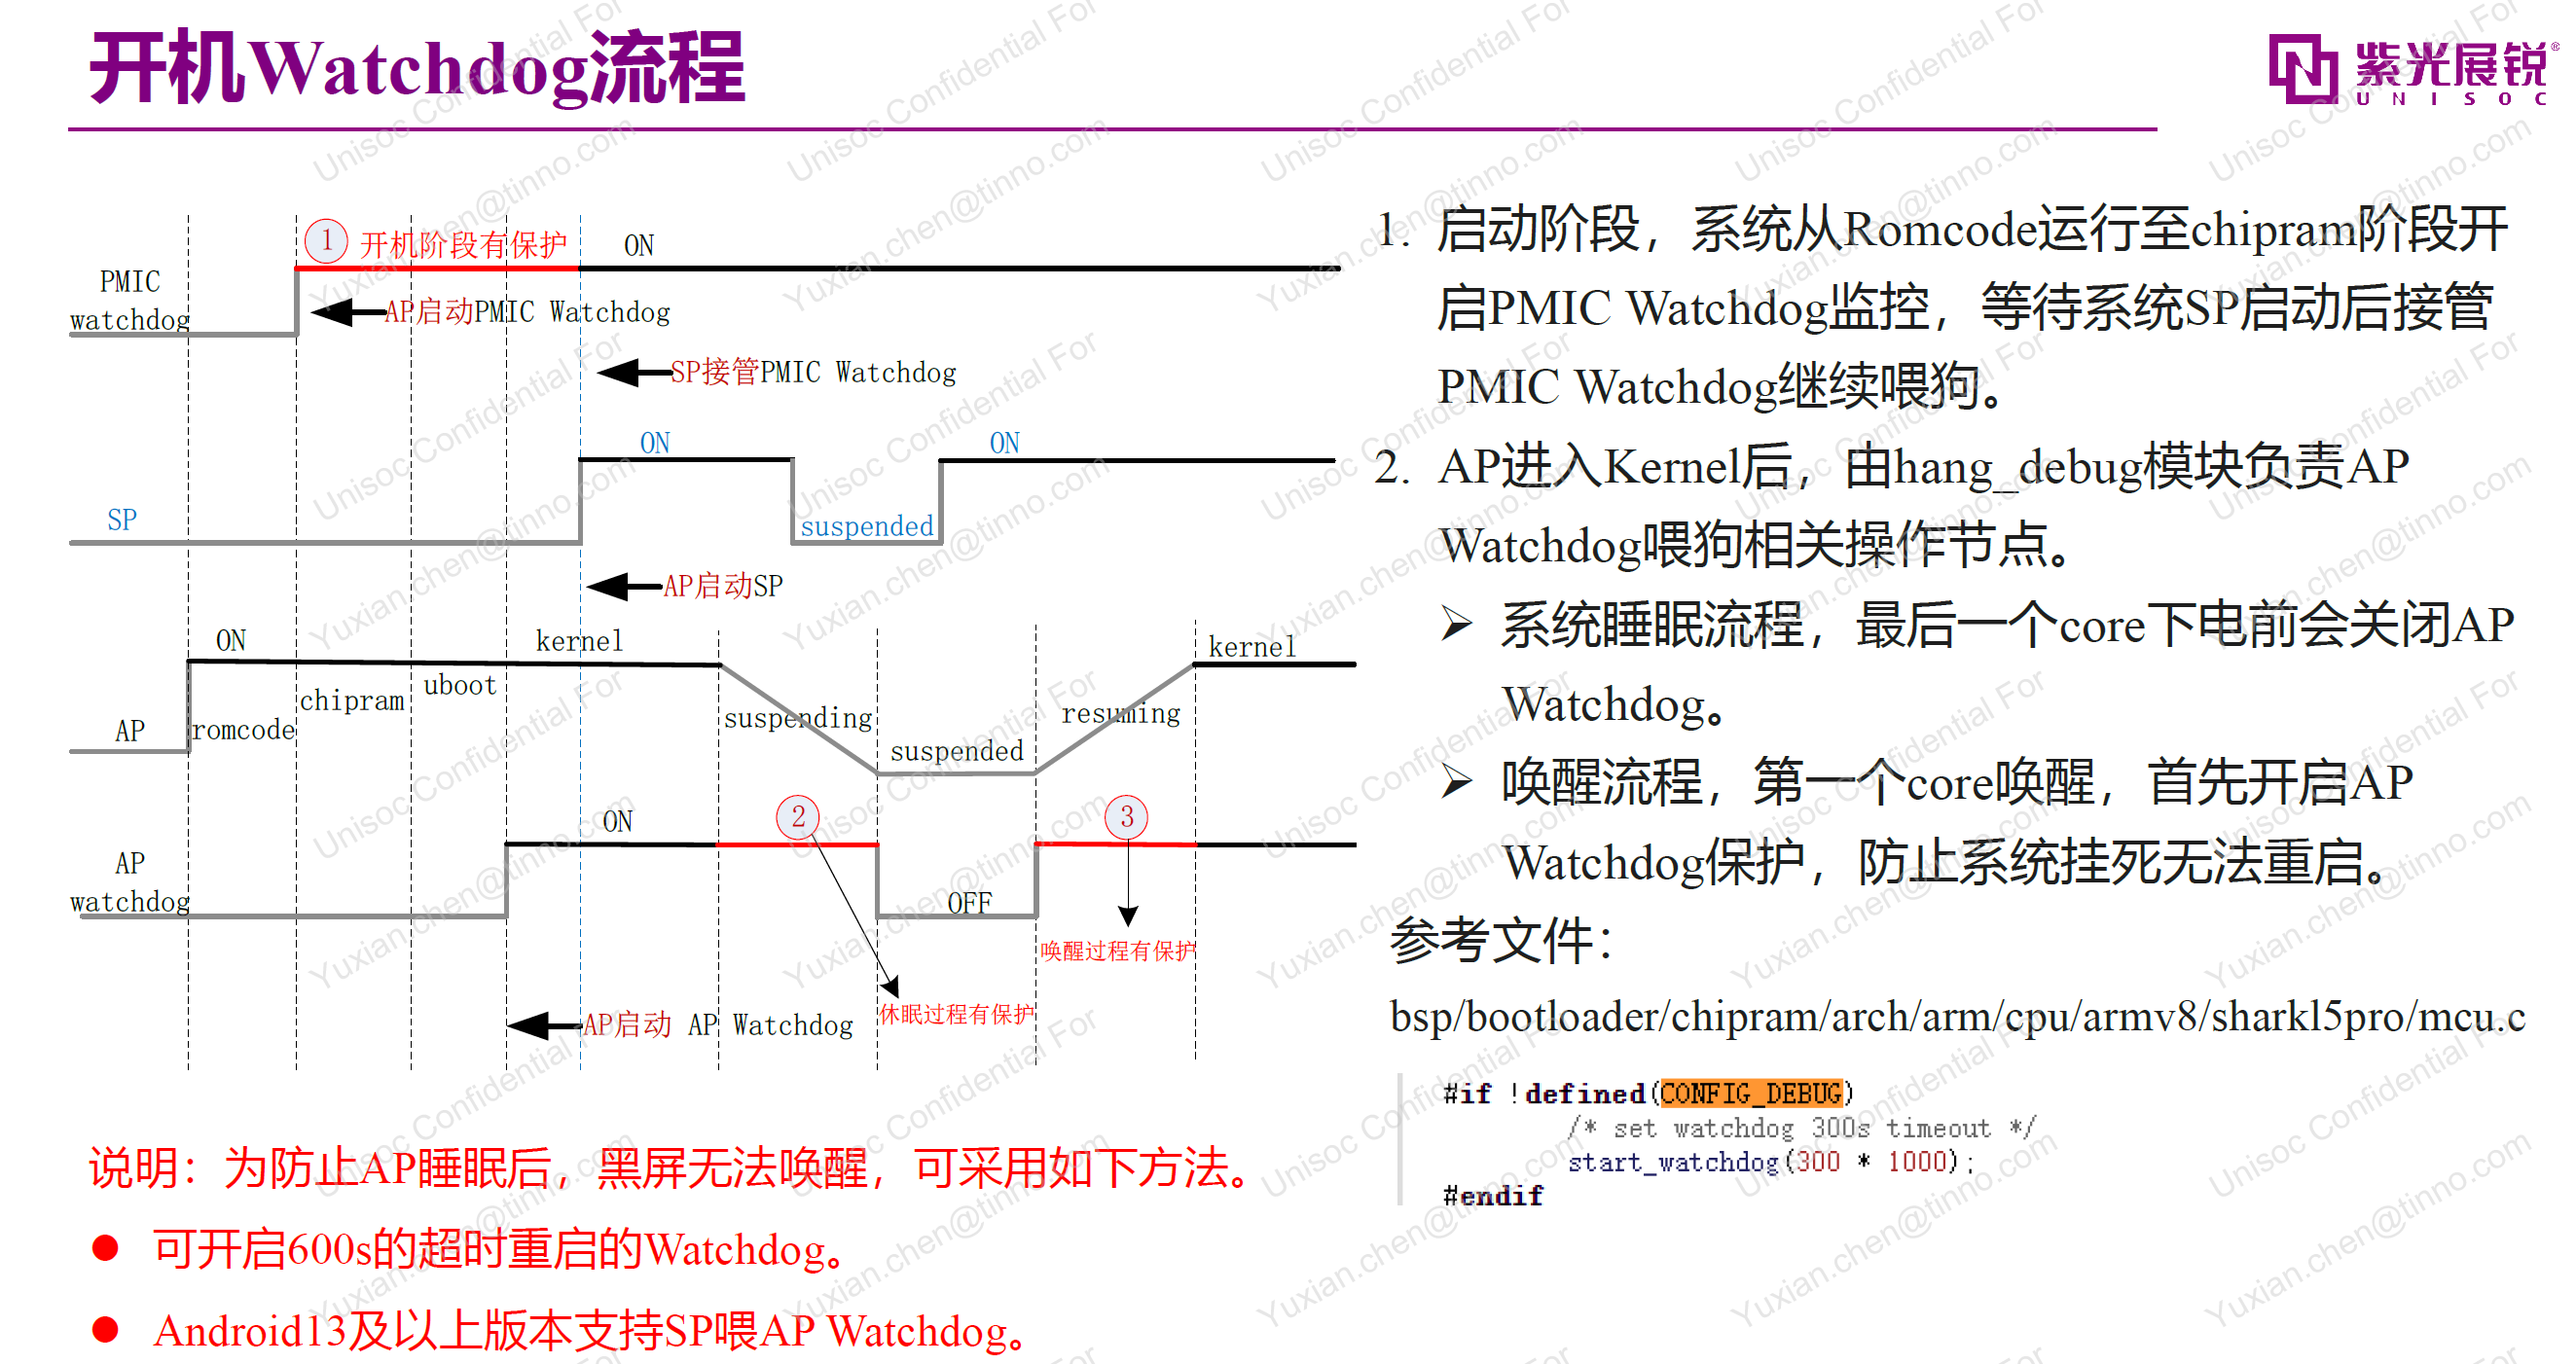 开机Watchdog流程
紫光展锐®
UNISOC
① 开机阶段有保护
ON
PMIC
watchdog
AP启动PMIC Watchdog
SP接管PMIC Watchdog
ON
ON
SP
suspended
AP启动SP
ON
kernel
kernel
AP
romcode
chipram
uboot
suspending
suspended
resuming
ON
②
③
AP
watchdog
OFF
唤醒过程有保护
休眠过程有保护
AP启动 AP Watchdog
说明：为防止AP睡眠后，黑屏无法唤醒，可采用如下方法。
● 可开启600s的超时重启的Watchdog。
● Android13及以上版本支持SP喂AP Watchdog。
1. 启动阶段，系统从Romcode运行至chipram阶段开
启PMIC Watchdog监控，等待系统SP启动后接管
PMIC Watchdog继续喂狗。
2. AP进入Kernel后，由hang_debug模块负责AP
Watchdog喂狗相关操作节点。
➢ 系统睡眠流程，最后一个core下电前会关闭AP
Watchdog。
➢ 唤醒流程，第一个core唤醒，首先开启AP
Watchdog保护，防止系统挂死无法重启。
参考文件：
bsp/bootloader/chipram/arch/arm/cpu/armv8/sharkl5pro/mcu.c
#if !defined(CONFIG_DEBUG)
/* set watchdog 300s timeout */
start_watchdog(300 * 1000);
#endif
Unisoc Confidential For
Yuxian.chen@tinno.com